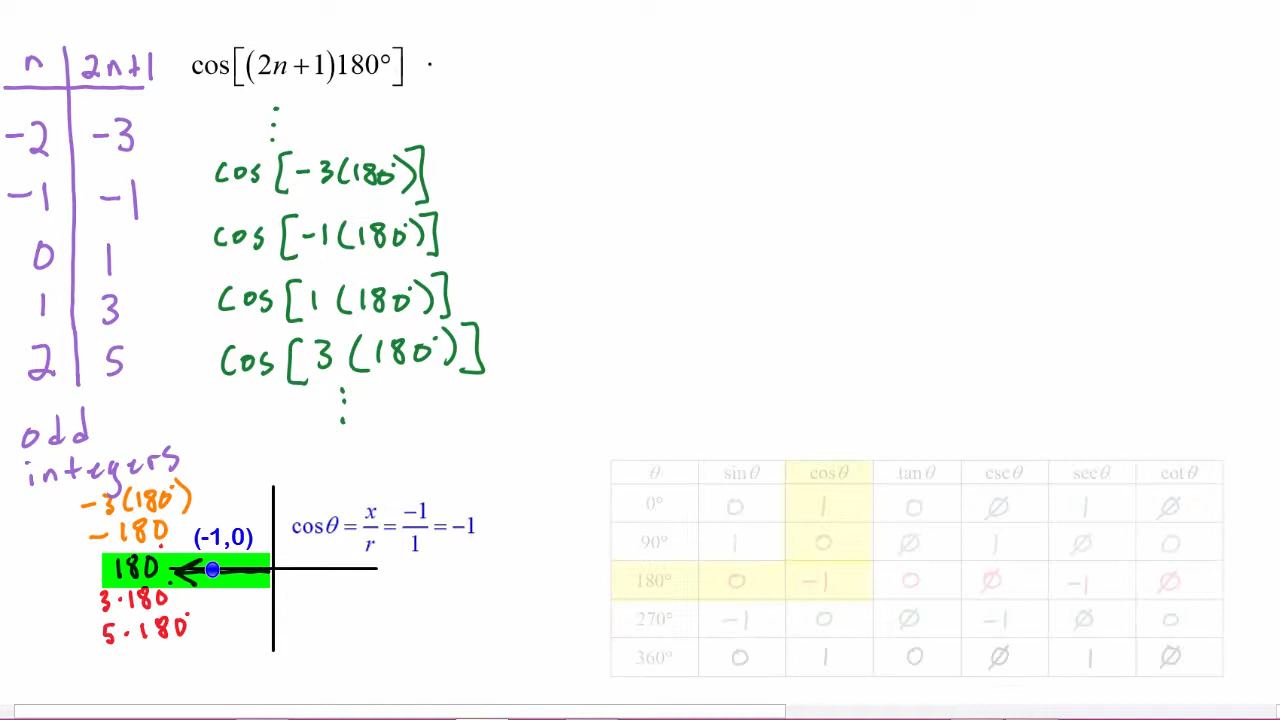 n 2n+1
-2 -3
-1 -1
0 1
1 3
2 5
odd
integers
cos[(2n+1)180°] ·
⋮
cos[-3(180°)]
cos[-1(180°)]
cos[1(180°)]
cos[3(180°)]
⋮
-3(180°)
-180°
180°
3·180
5·180°
(-1,0)
cosθ = x/r = -1/1 = -1
θ sinθ cosθ tanθ cscθ secθ cotθ
0° 0 1 0 Ø 1 Ø
90° 1 0 Ø 1 Ø 0
180° 0 -1 0 Ø -1 Ø
270° -1 0 Ø -1 Ø 0
360° 0 1 0 Ø 1 Ø